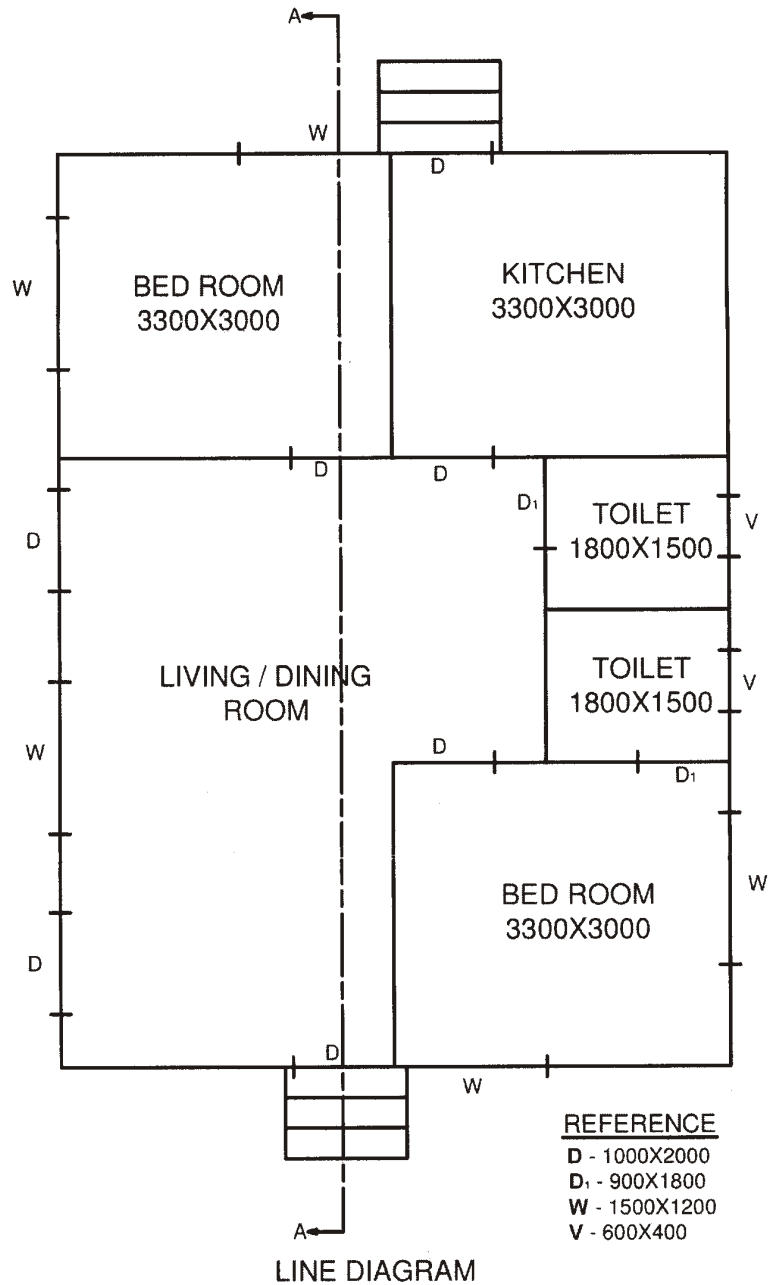 A
W
D
W
BED ROOM
3300X3000
KITCHEN
3300X3000
D
D
D1
TOILET
1800X1500
V
D
LIVING / DINING
ROOM
TOILET
1800X1500
V
W
D
D1
BED ROOM
3300X3000
W
D
D
W
REFERENCE
D - 1000X2000
D1 - 900X1800
W - 1500X1200
V - 600X400
A
LINE DIAGRAM